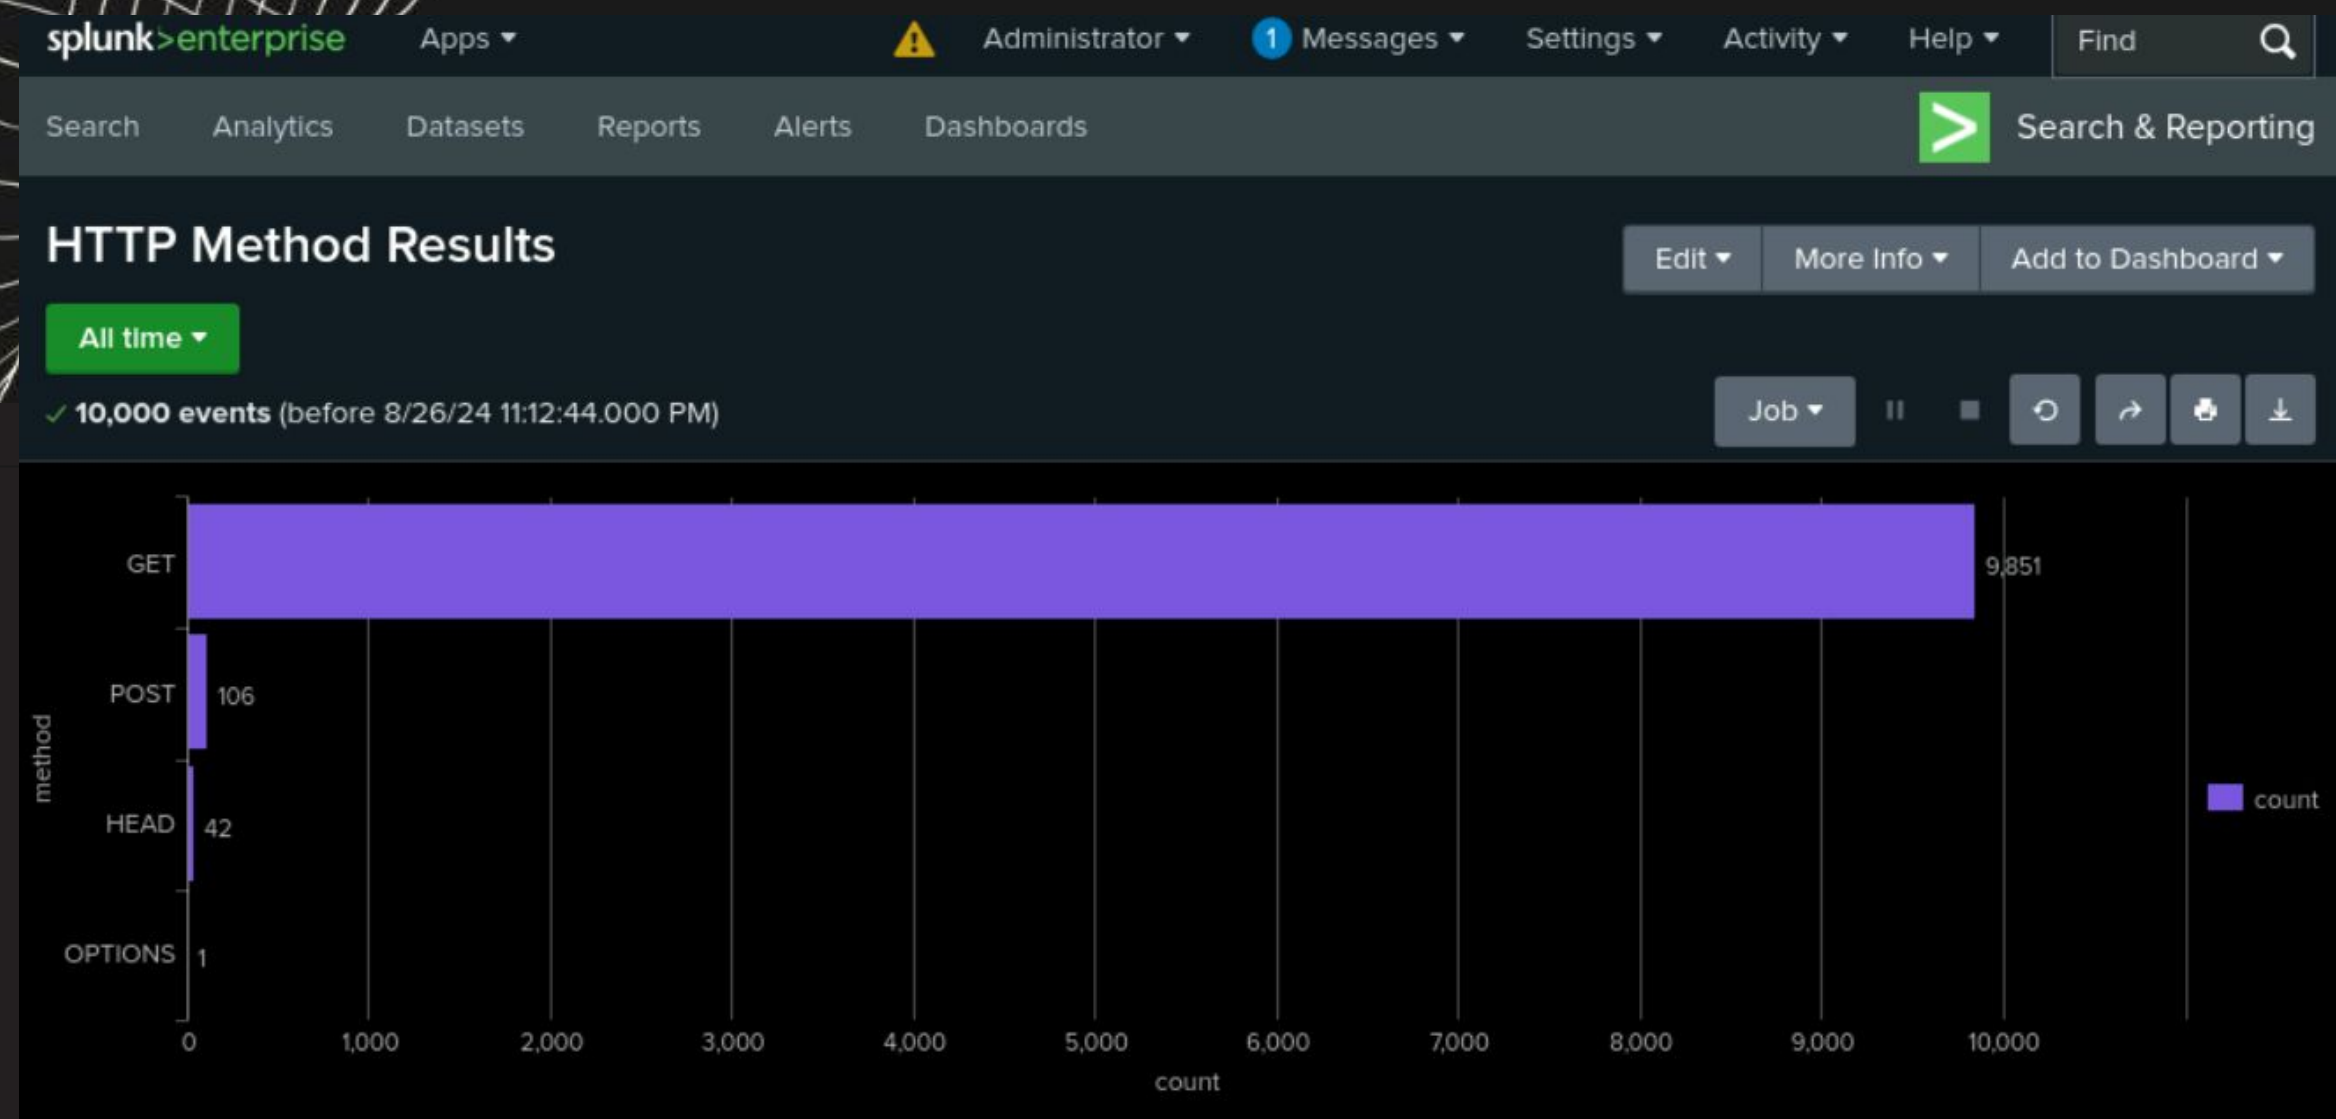 splunk>enterprise Apps Administrator 1 Messages Settings Activity Help Find
Search Analytics Datasets Reports Alerts Dashboards Search & Reporting
HTTP Method Results
Edit More Info Add to Dashboard
All time
10,000 events (before 8/26/24 11:12:44.000 PM)
Job
GET 9,851
POST 106
HEAD 42
OPTIONS 1
method
count
0 1,000 2,000 3,000 4,000 5,000 6,000 7,000 8,000 9,000 10,000
count